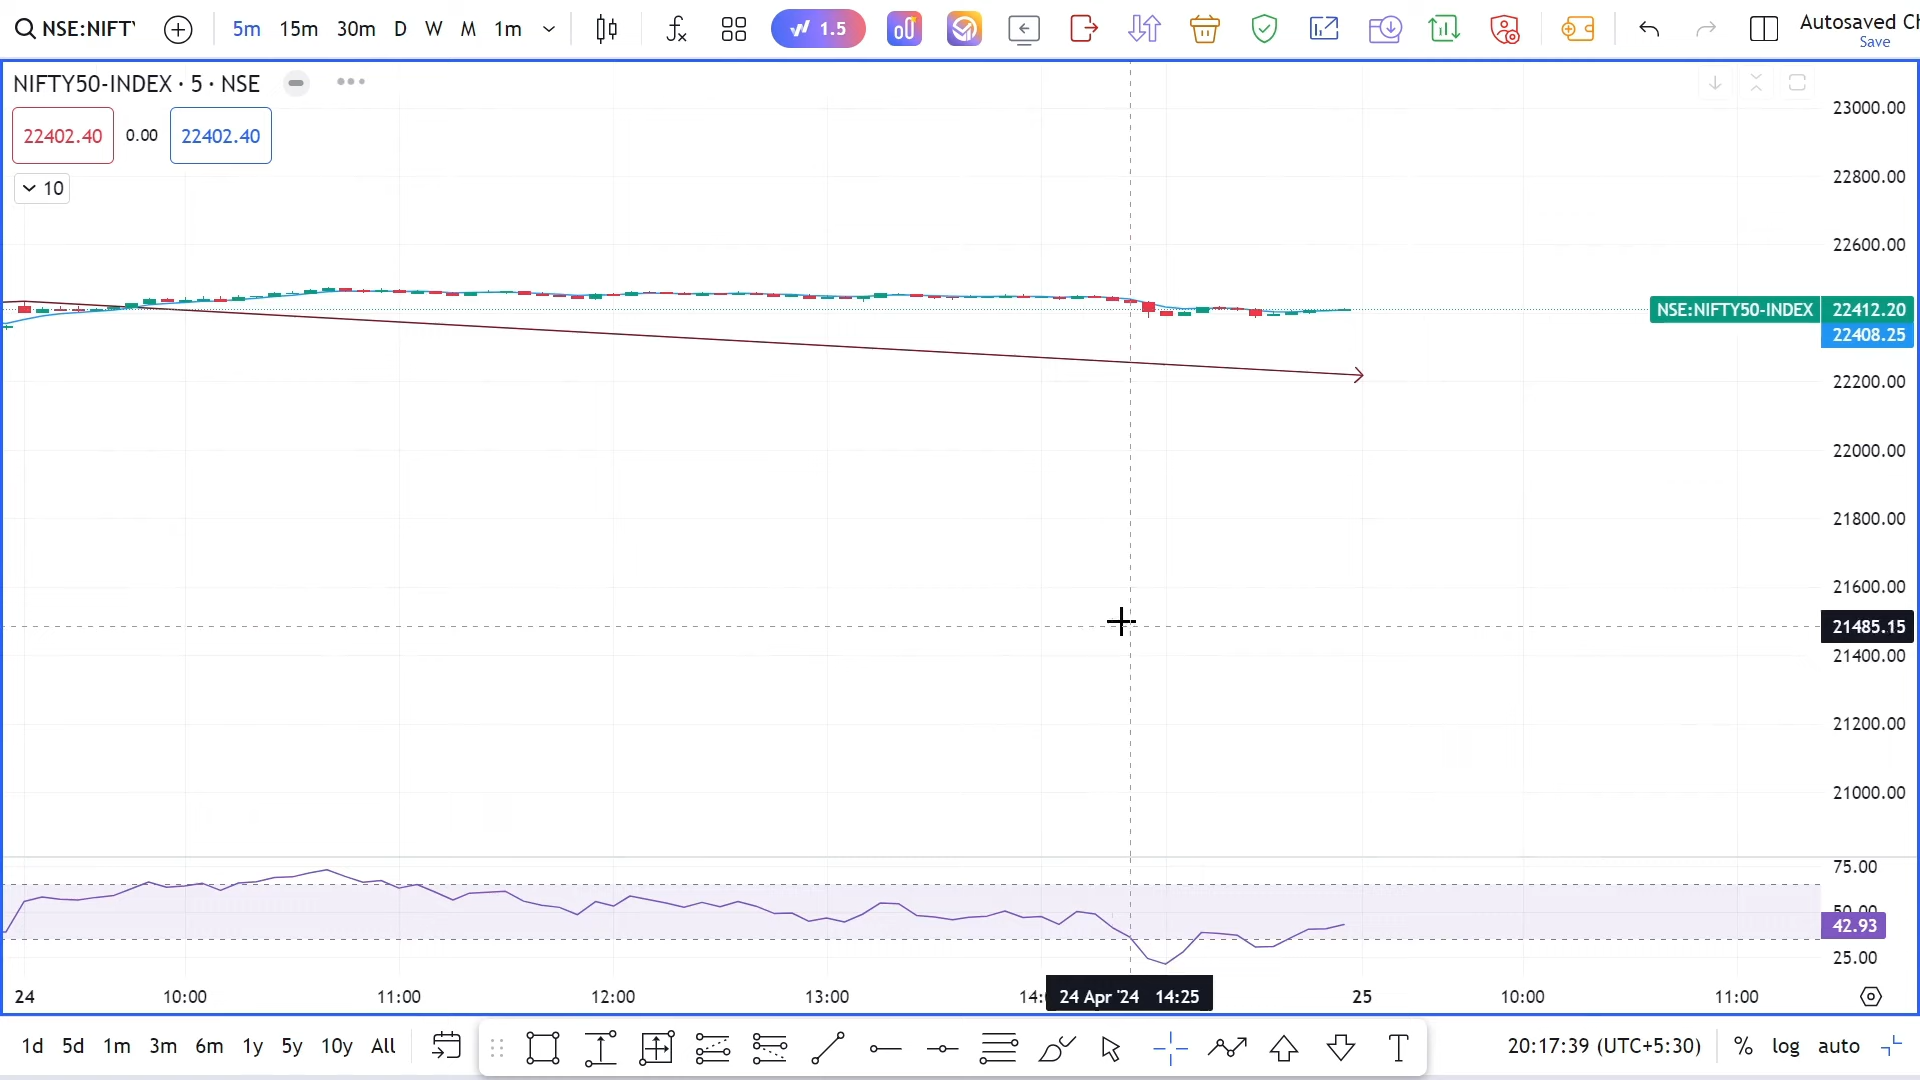 NSE:NIFT
5m 15m 30m D W M 1m
1.5
Autosaved Ch
Save
NIFTY50-INDEX · 5 · NSE
22402.40 0.00 22402.40
10
23000.00
22800.00
22600.00
NSE:NIFTY50-INDEX 22412.20
22408.25
22200.00
22000.00
21800.00
21600.00
21485.15
21400.00
21200.00
21000.00
75.00
50.00
42.93
25.00
24 10:00 11:00 12:00 13:00 14: 24 Apr '24 14:25 25 10:00 11:00
1d 5d 1m 3m 6m 1y 5y 10y All
T
20:17:39 (UTC+5:30) % log auto